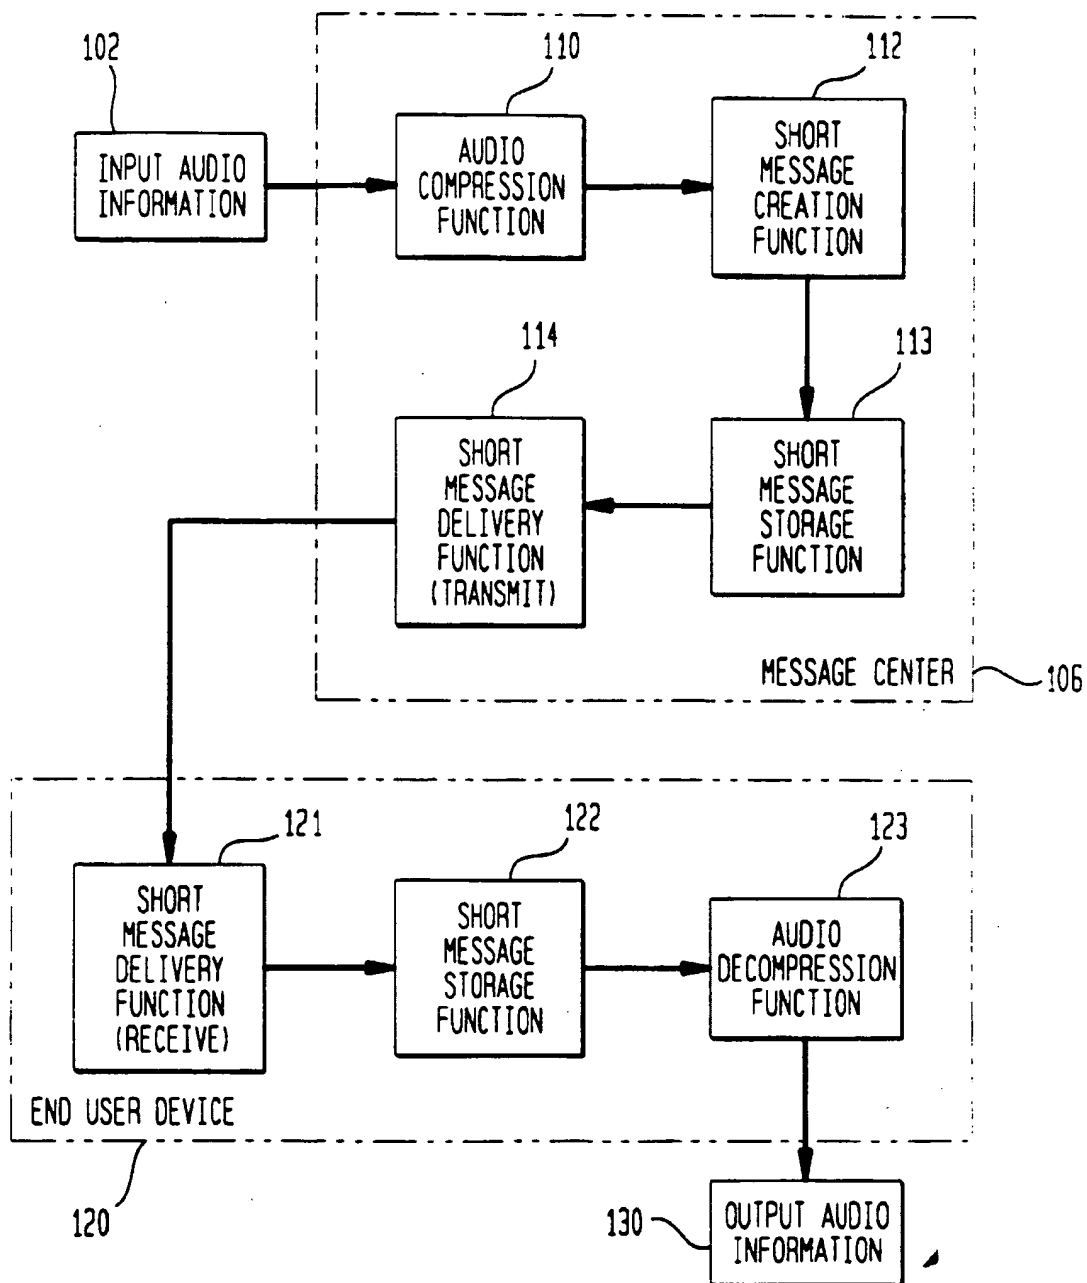 102
INPUT AUDIO
INFORMATION
110
AUDIO
COMPRESSION
FUNCTION
112
SHORT
MESSAGE
CREATION
FUNCTION
114
SHORT
MESSAGE
DELIVERY
FUNCTION
(TRANSMIT)
113
SHORT
MESSAGE
STORAGE
FUNCTION
MESSAGE CENTER
106
121
SHORT
MESSAGE
DELIVERY
FUNCTION
(RECEIVE)
122
SHORT
MESSAGE
STORAGE
FUNCTION
123
AUDIO
DECOMPRESSION
FUNCTION
END USER DEVICE
120
130
OUTPUT AUDIO
INFORMATION